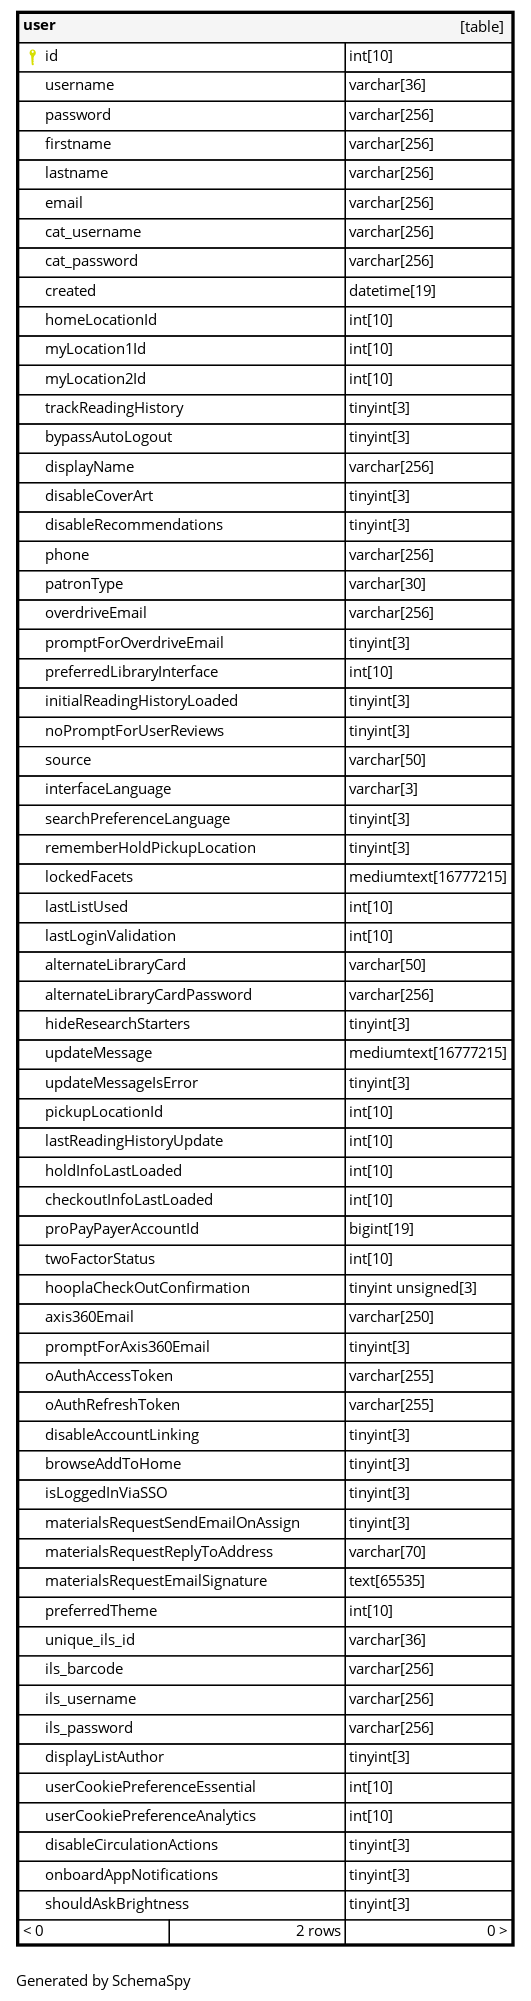 user [table]
id int[10]
username varchar[36]
password varchar[256]
firstname varchar[256]
lastname varchar[256]
email varchar[256]
cat_username varchar[256]
cat_password varchar[256]
created datetime[19]
homeLocationId int[10]
myLocation1Id int[10]
myLocation2Id int[10]
trackReadingHistory tinyint[3]
bypassAutoLogout tinyint[3]
displayName varchar[256]
disableCoverArt tinyint[3]
disableRecommendations tinyint[3]
phone varchar[256]
patronType varchar[30]
overdriveEmail varchar[256]
promptForOverdriveEmail tinyint[3]
preferredLibraryInterface int[10]
initialReadingHistoryLoaded tinyint[3]
noPromptForUserReviews tinyint[3]
source varchar[50]
interfaceLanguage varchar[3]
searchPreferenceLanguage tinyint[3]
rememberHoldPickupLocation tinyint[3]
lockedFacets mediumtext[16777215]
lastListUsed int[10]
lastLoginValidation int[10]
alternateLibraryCard varchar[50]
alternateLibraryCardPassword varchar[256]
hideResearchStarters tinyint[3]
updateMessage mediumtext[16777215]
updateMessageIsError tinyint[3]
pickupLocationId int[10]
lastReadingHistoryUpdate int[10]
holdInfoLastLoaded int[10]
checkoutInfoLastLoaded int[10]
proPayPayerAccountId bigint[19]
twoFactorStatus int[10]
hooplaCheckOutConfirmation tinyint unsigned[3]
axis360Email varchar[250]
promptForAxis360Email tinyint[3]
oAuthAccessToken varchar[255]
oAuthRefreshToken varchar[255]
disableAccountLinking tinyint[3]
browseAddToHome tinyint[3]
isLoggedInViaSSO tinyint[3]
materialsRequestSendEmailOnAssign tinyint[3]
materialsRequestReplyToAddress varchar[70]
materialsRequestEmailSignature text[65535]
preferredTheme int[10]
unique_ils_id varchar[36]
ils_barcode varchar[256]
ils_username varchar[256]
ils_password varchar[256]
displayListAuthor tinyint[3]
userCookiePreferenceEssential int[10]
userCookiePreferenceAnalytics int[10]
disableCirculationActions tinyint[3]
onboardAppNotifications tinyint[3]
shouldAskBrightness tinyint[3]
< 0 2 rows 0 >
Generated by SchemaSpy